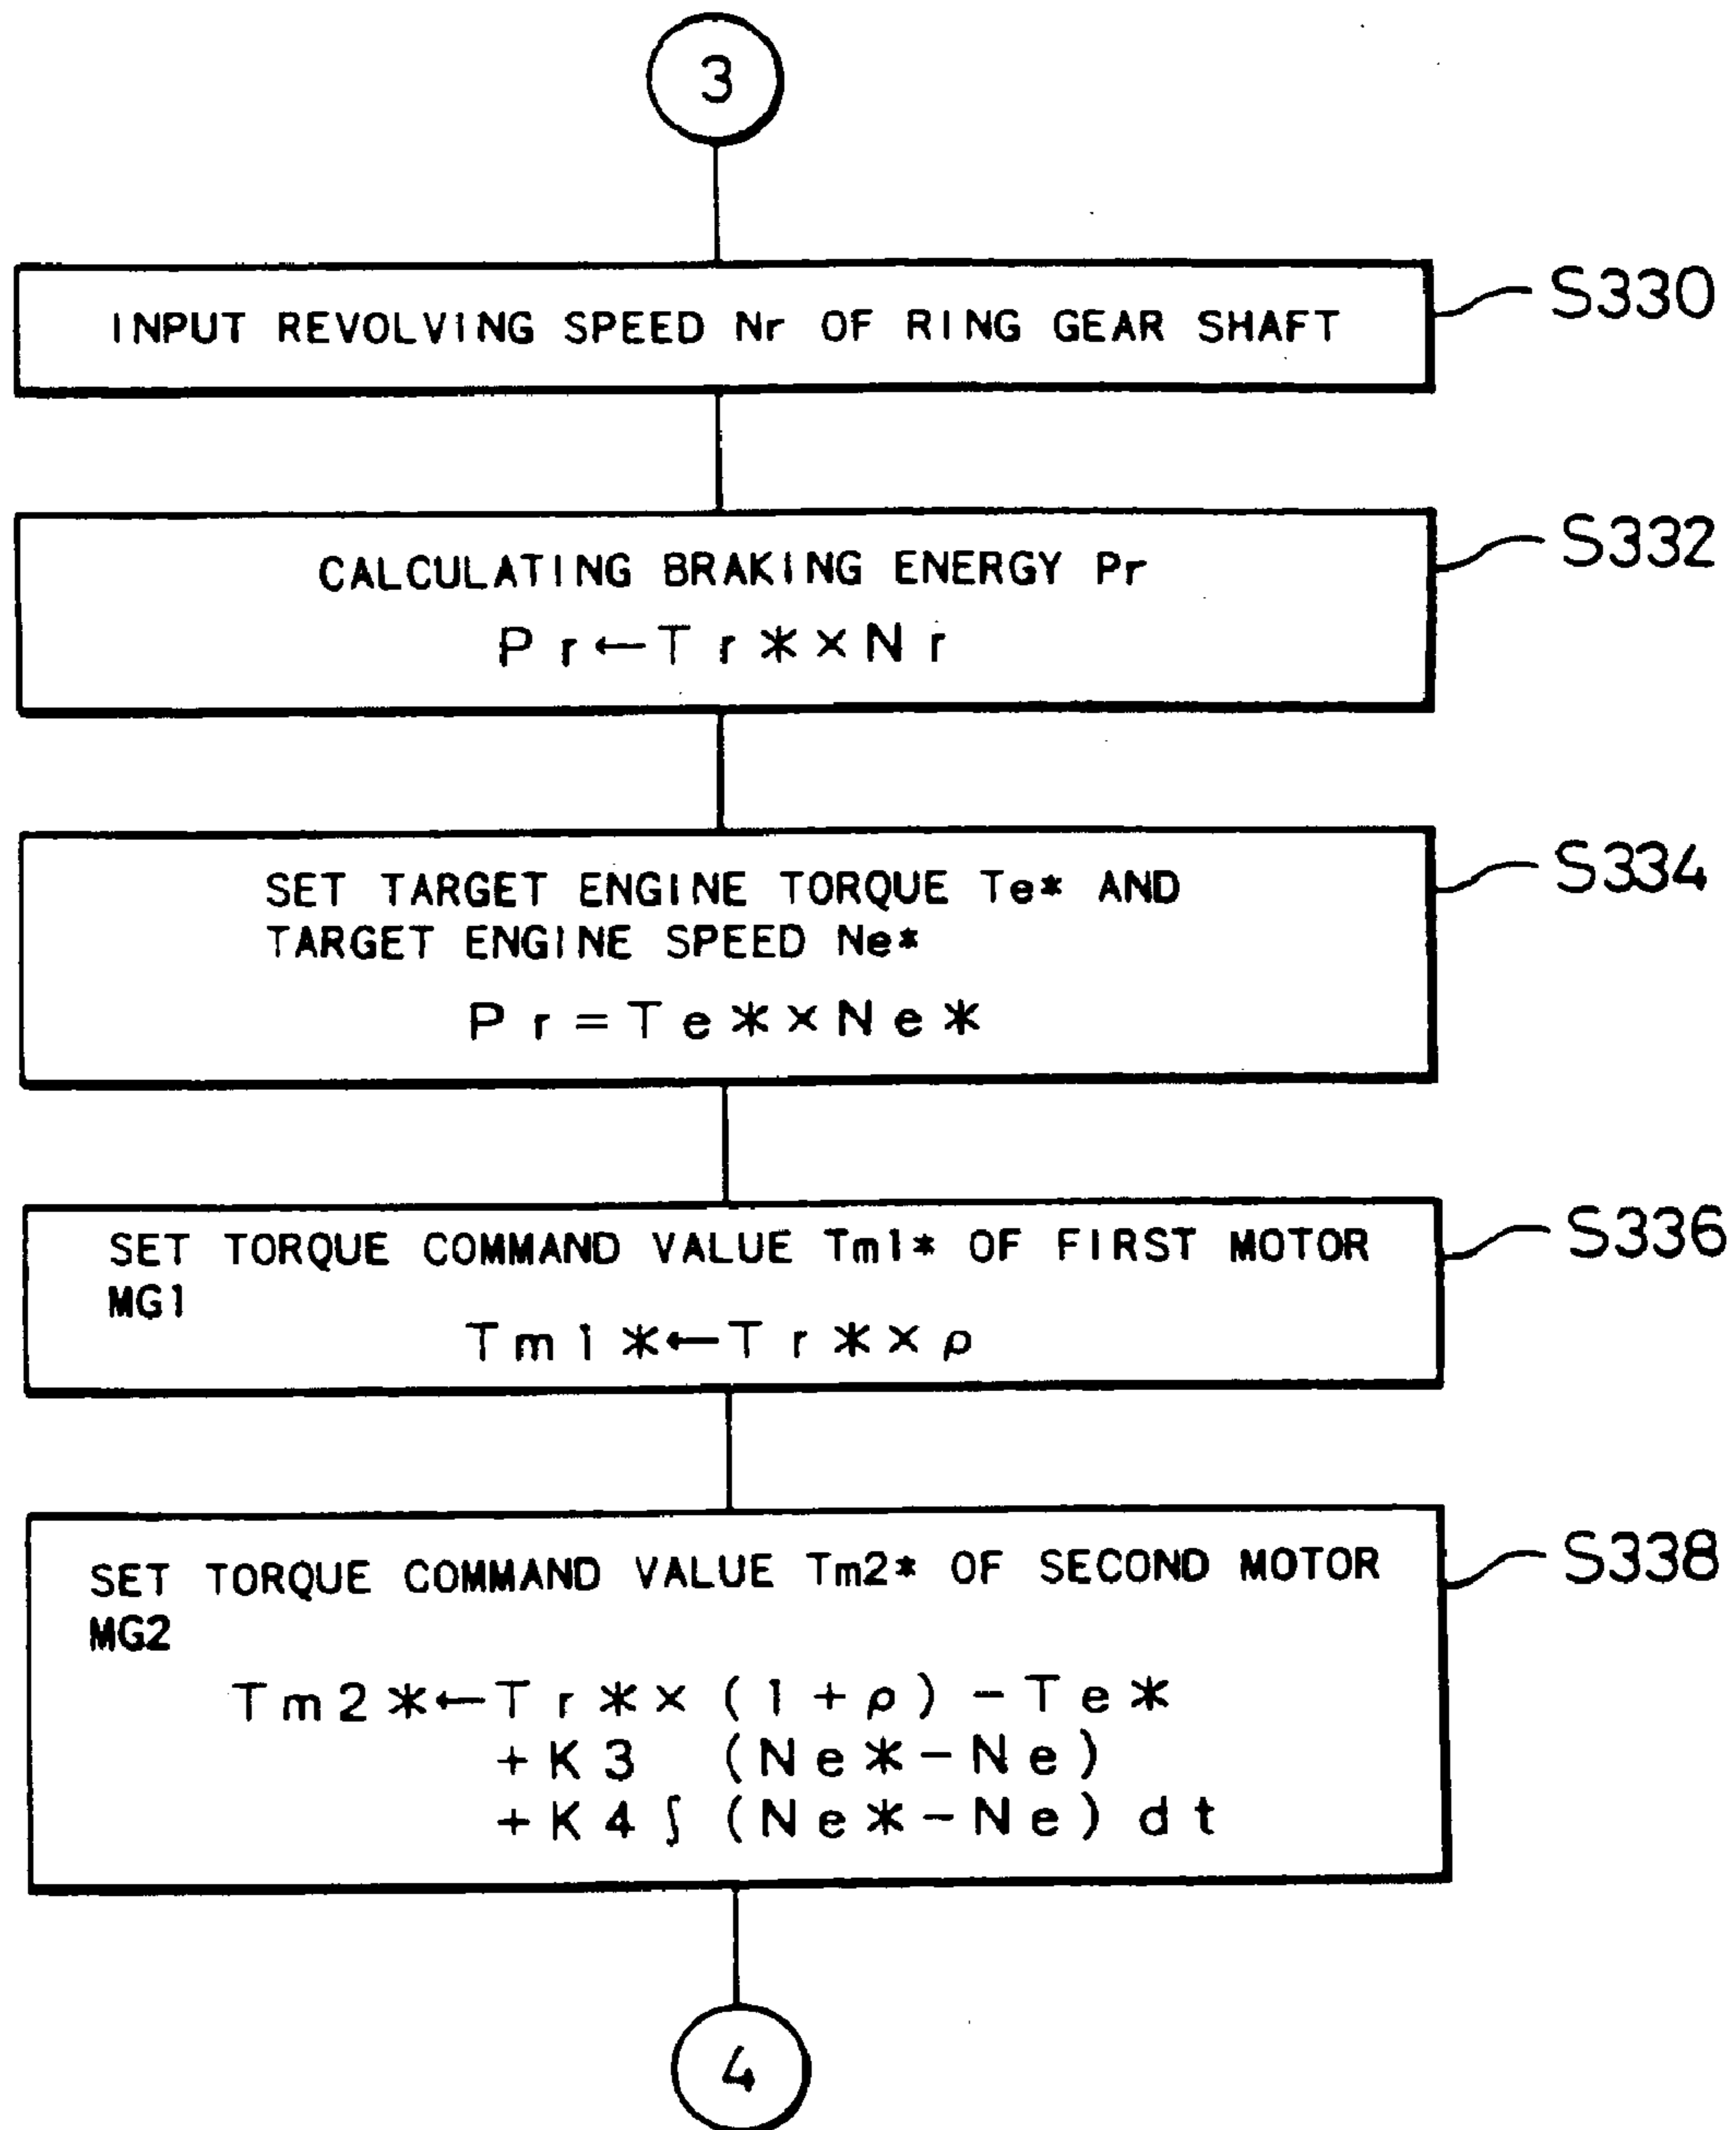 3
INPUT REVOLVING SPEED Nr OF RING GEAR SHAFT
S330
CALCULATING BRAKING ENERGY Pr
Pr←Tr*×Nr
S332
SET TARGET ENGINE TORQUE Te* AND
TARGET ENGINE SPEED Ne*
Pr=Te*×Ne*
S334
SET TORQUE COMMAND VALUE Tm1* OF FIRST MOTOR
MG1
Tm1*←Tr*×ρ
S336
SET TORQUE COMMAND VALUE Tm2* OF SECOND MOTOR
MG2
Tm2*←Tr*×(1+ρ)-Te*
+K3 (Ne*-Ne)
+K4∫(Ne*-Ne)dt
S338
4